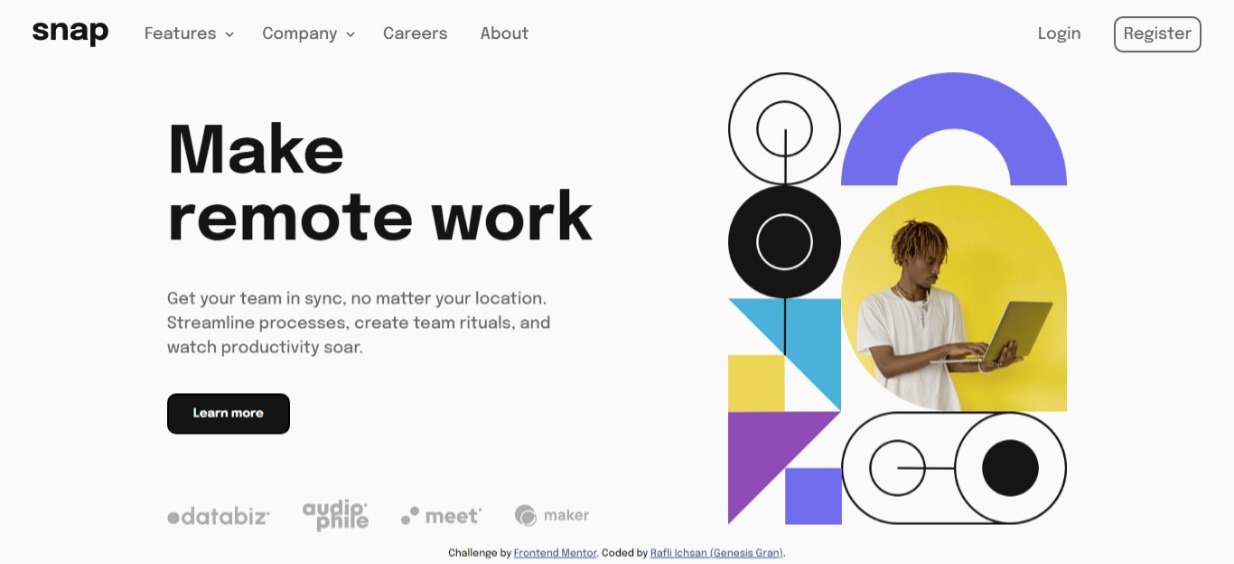 snap
Features
Company
Careers
About
Login
Register
Make
remote work
Get your team in sync, no matter your location.
Streamline processes, create team rituals, and
watch productivity soar.
Learn more
databiz
audiophile
meet
maker
Challenge by Frontend Mentor. Coded by Rafli Ichsan (Genesis Gran).